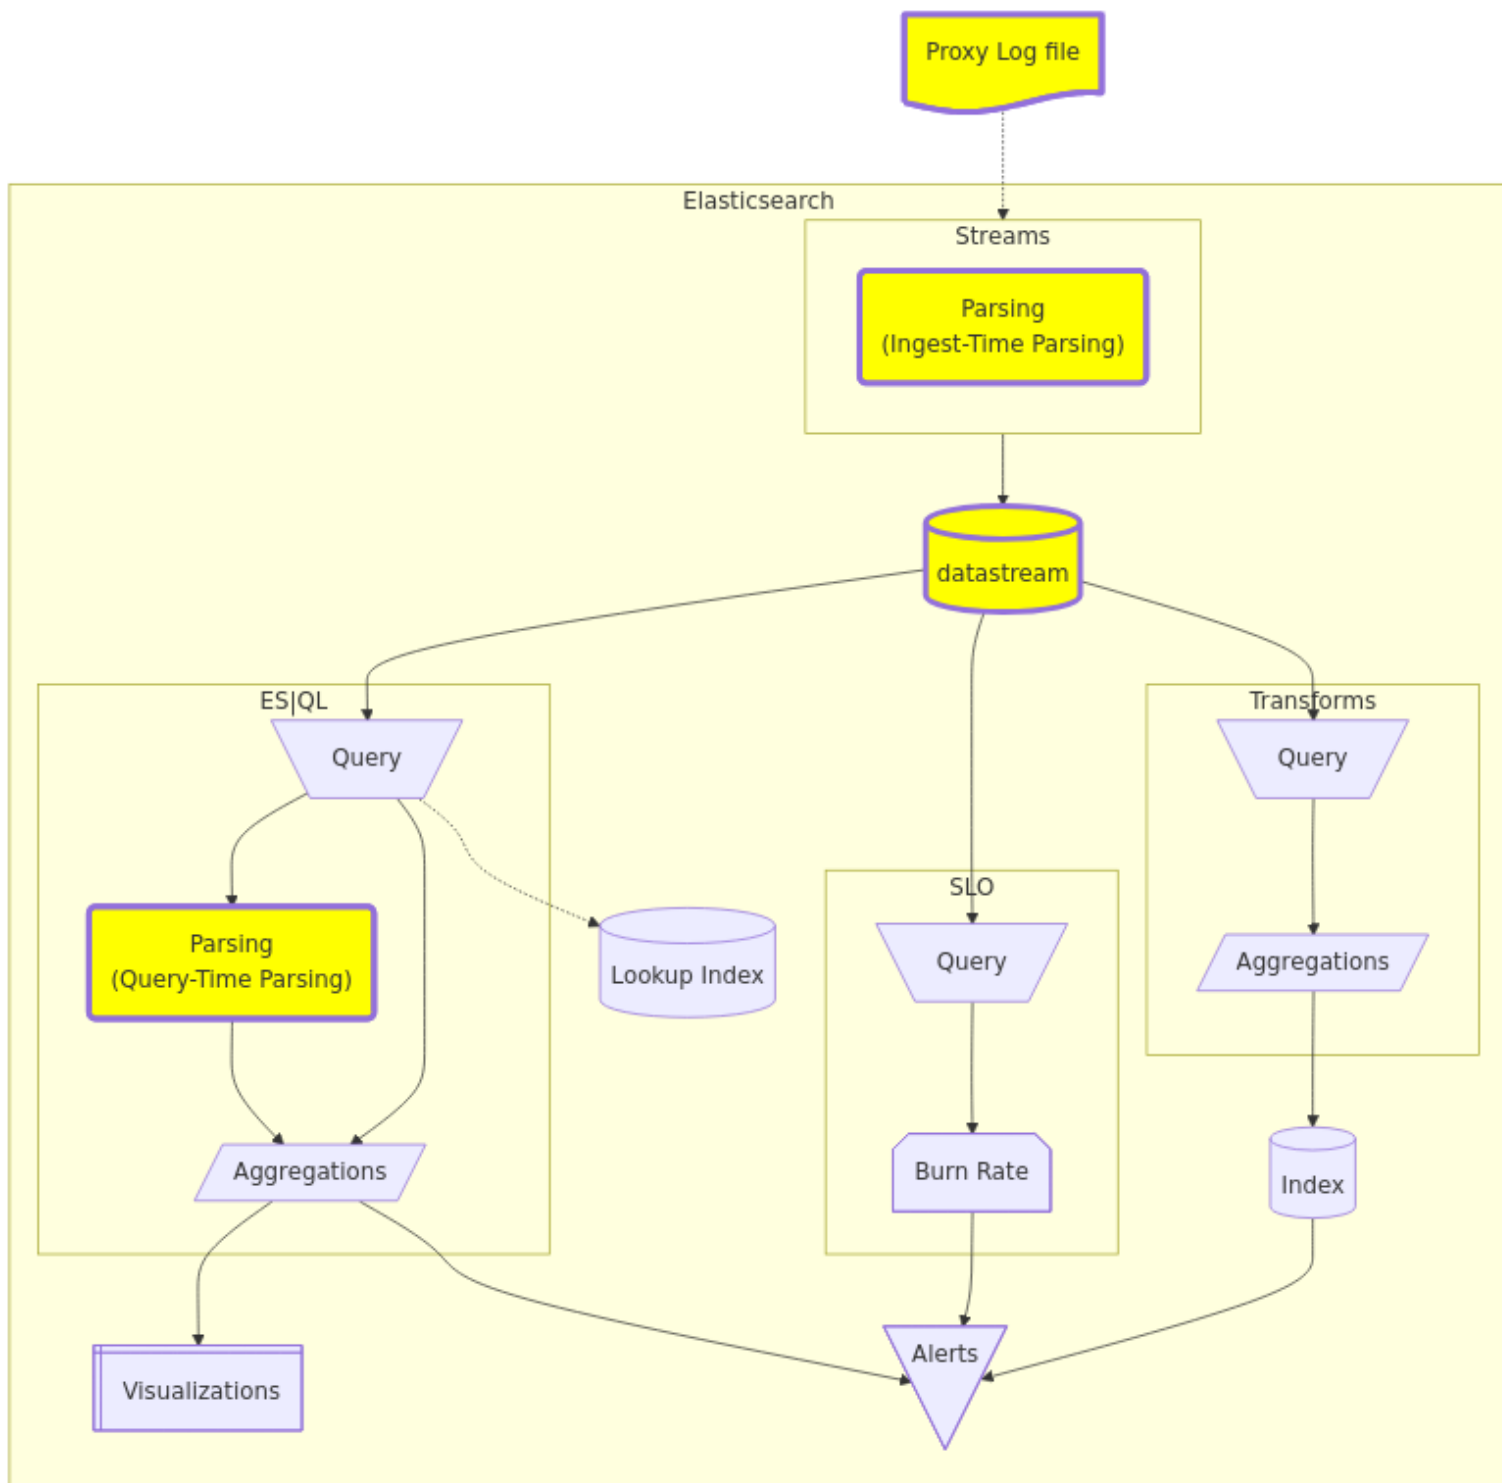 Proxy Log file
Elasticsearch
Streams
Parsing
(Ingest-Time Parsing)
datastream
ES|QL
Query
Parsing
(Query-Time Parsing)
Aggregations
Lookup Index
SLO
Query
Burn Rate
Transforms
Query
Aggregations
Index
Visualizations
Alerts